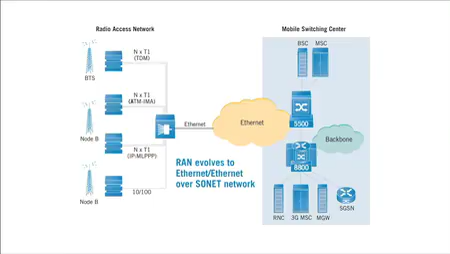 Radio Access Network
Mobile Switching Center
N x T1
(TDM)
BTS
N x T1
(ATM-IMA)
Node B
N x T1
(IP/MLPPP)
10/100
Node B
Ethernet
Ethernet
RAN evolves to
Ethernet/Ethernet
over SONET network
BSC
MSC
5500
Backbone
8800
RNC
3G MSC
MGW
SGSN